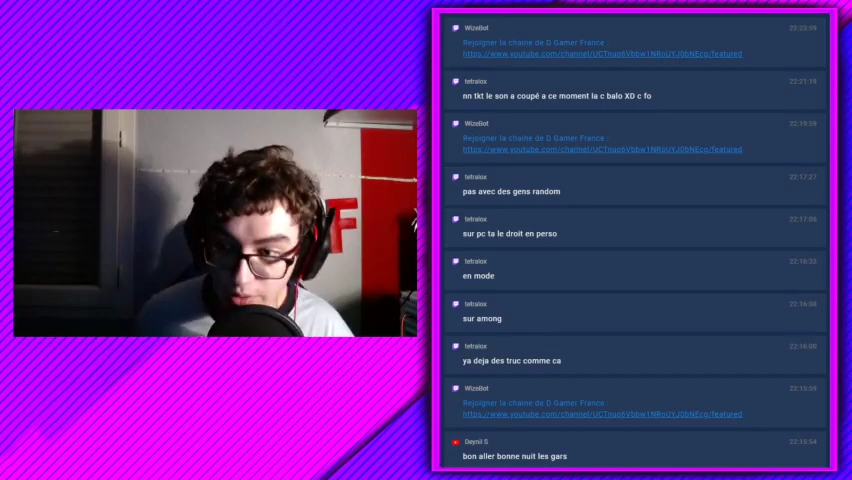 F
WizeBot 22:23:59
Rejoigner la chaine de D Gamer France :
https://www.youtube.com/channel/UCTnuo6Vbbw1NRoUYJ0bNEcg/featured
tetralox 22:21:19
nn tkt le son a coupé a ce moment la c balo XD c fo
WizeBot 22:19:59
Rejoigner la chaine de D Gamer France :
https://www.youtube.com/channel/UCTnuo6Vbbw1NRoUYJ0bNEcg/featured
tetralox 22:17:27
pas avec des gens random
tetralox 22:17:06
sur pc ta le droit en perso
tetralox 22:16:33
en mode
tetralox 22:16:08
sur among
tetralox 22:16:00
ya deja des truc comme ca
WizeBot 22:15:59
Rejoigner la chaine de D Gamer France :
https://www.youtube.com/channel/UCTnuo6Vbbw1NRoUYJ0bNEcg/featured
Deynil S 22:15:54
bon aller bonne nuit les gars